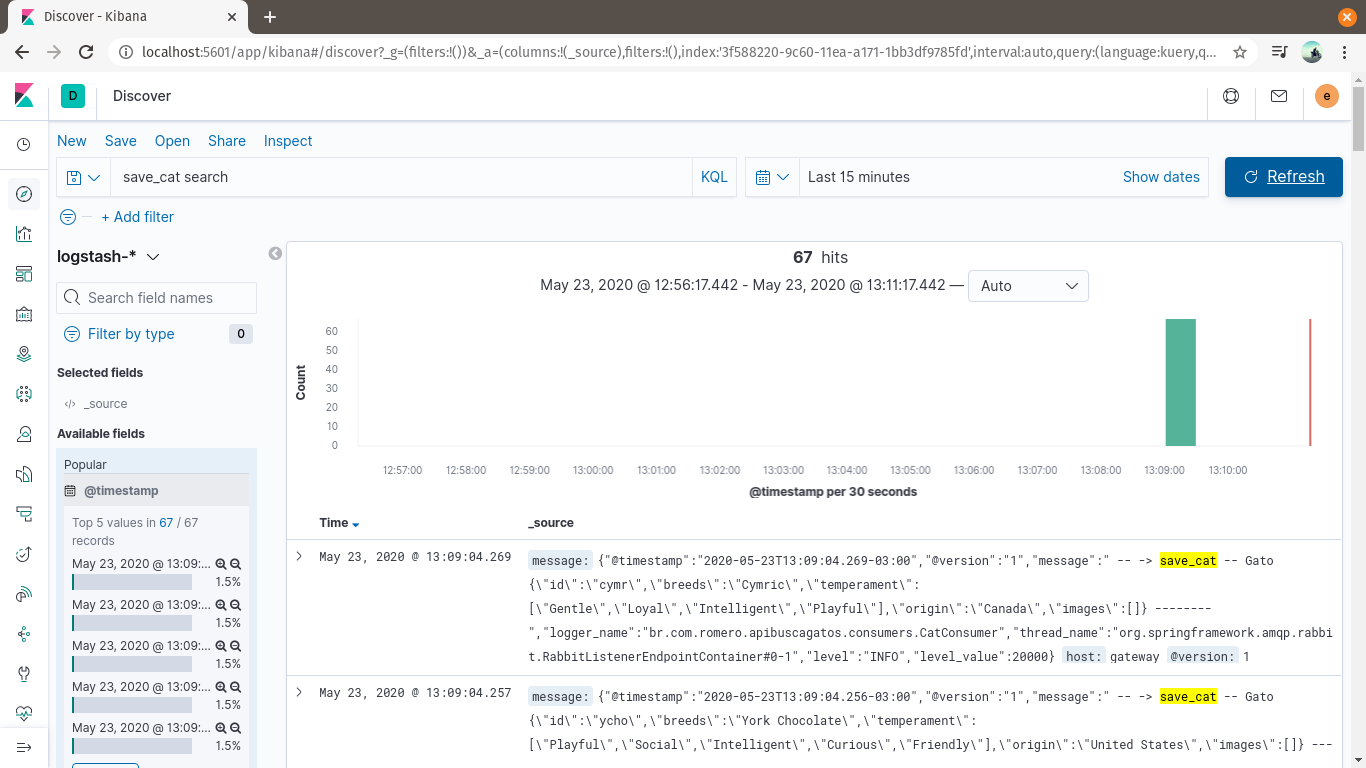 Discover - Kibana
localhost:5601/app/kibana#/discover?_g=(filters:!())&_a=(columns:!(_source),filters:!(),index:'3f588220-9c60-11ea-a171-1bb3df9785fd',interval:auto,query:(language:kuery,q...
D Discover e
New Save Open Share Inspect
save_cat search KQL Last 15 minutes Show dates Refresh
+ Add filter
logstash-*
Search field names
Filter by type 0
Selected fields
_source
Available fields
Popular
@timestamp
Top 5 values in 67 / 67
records
May 23, 2020 @ 13:09:...
1.5%
May 23, 2020 @ 13:09:...
1.5%
May 23, 2020 @ 13:09:...
1.5%
May 23, 2020 @ 13:09:...
1.5%
May 23, 2020 @ 13:09:...
1.5%
67 hits
May 23, 2020 @ 12:56:17.442 - May 23, 2020 @ 13:11:17.442 — Auto
Count
60
50
40
30
20
10
0
12:57:00 12:58:00 12:59:00 13:00:00 13:01:00 13:02:00 13:03:00 13:04:00 13:05:00 13:06:00 13:07:00 13:08:00 13:09:00 13:10:00
@timestamp per 30 seconds
Time _source
May 23, 2020 @ 13:09:04.269 message: {"@timestamp":"2020-05-23T13:09:04.269-03:00","@version":"1","message":" -- -> save_cat -- Gato
{\"id\":\"cymr\",\"breeds\":\"Cymric\",\"temperament\":
[\"Gentle\",\"Loyal\",\"Intelligent\",\"Playful\"],\"origin\":\"Canada\",\"images\":[]} --------
","logger_name":"br.com.romero.apibuscagatos.consumers.CatConsumer","thread_name":"org.springframework.amqp.rabbi
t.RabbitListenerEndpointContainer#0-1","level":"INFO","level_value":20000} host: gateway @version: 1
May 23, 2020 @ 13:09:04.257 message: {"@timestamp":"2020-05-23T13:09:04.256-03:00","@version":"1","message":" -- -> save_cat -- Gato
{\"id\":\"ycho\",\"breeds\":\"York Chocolate\",\"temperament\":
[\"Playful\",\"Social\",\"Intelligent\",\"Curious\",\"Friendly\"],\"origin\":\"United States\",\"images\":[]} ---